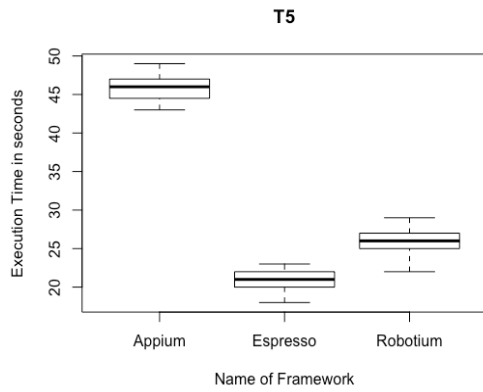 T5
Execution Time in seconds
50
45
40
35
30
25
20
Appium Espresso Robotium
Name of Framework